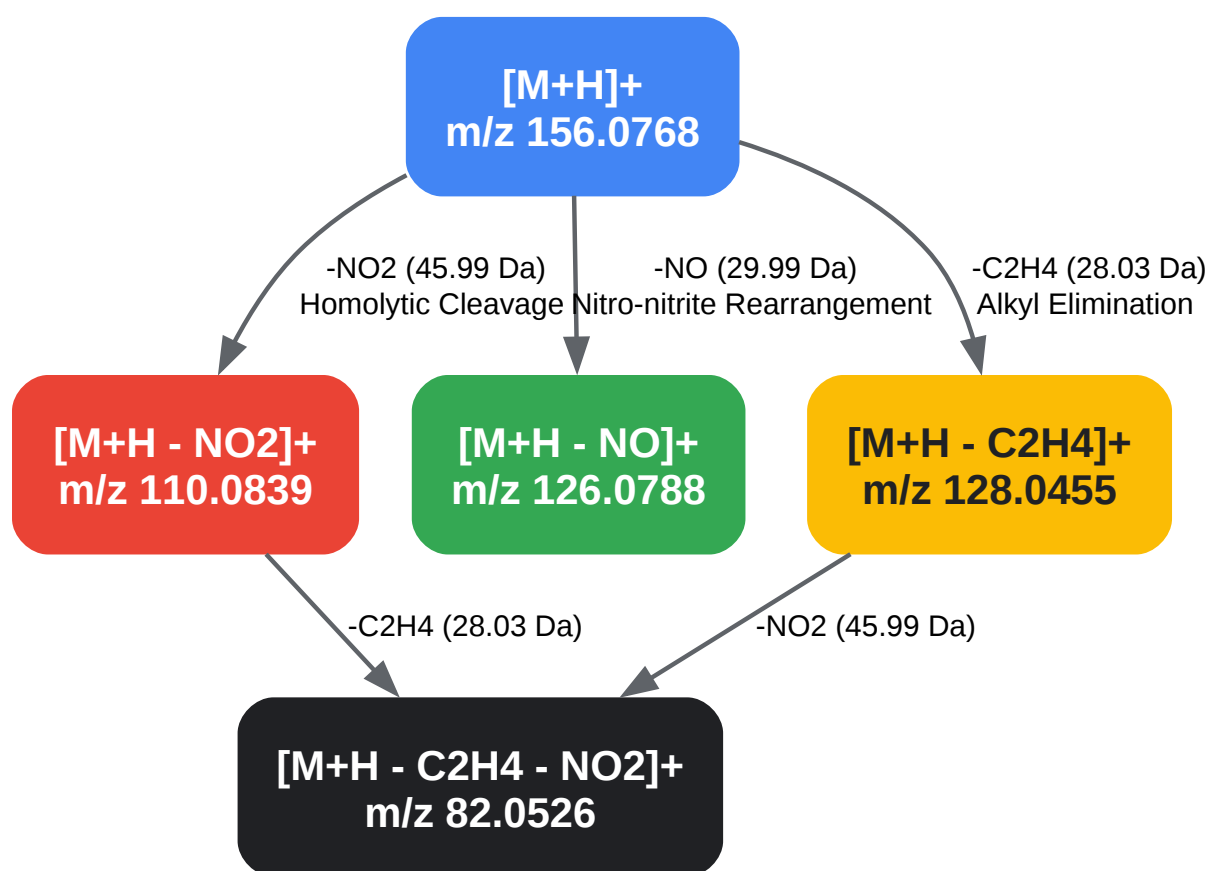 [M+H]+
m/z 156.0768
-NO2 (45.99 Da)
Homolytic Cleavage
-NO (29.99 Da)
Nitro-nitrite Rearrangement
-C2H4 (28.03 Da)
Alkyl Elimination
[M+H - NO2]+
m/z 110.0839
[M+H - NO]+
m/z 126.0788
[M+H - C2H4]+
m/z 128.0455
-C2H4 (28.03 Da)
-NO2 (45.99 Da)
[M+H - C2H4 - NO2]+
m/z 82.0526